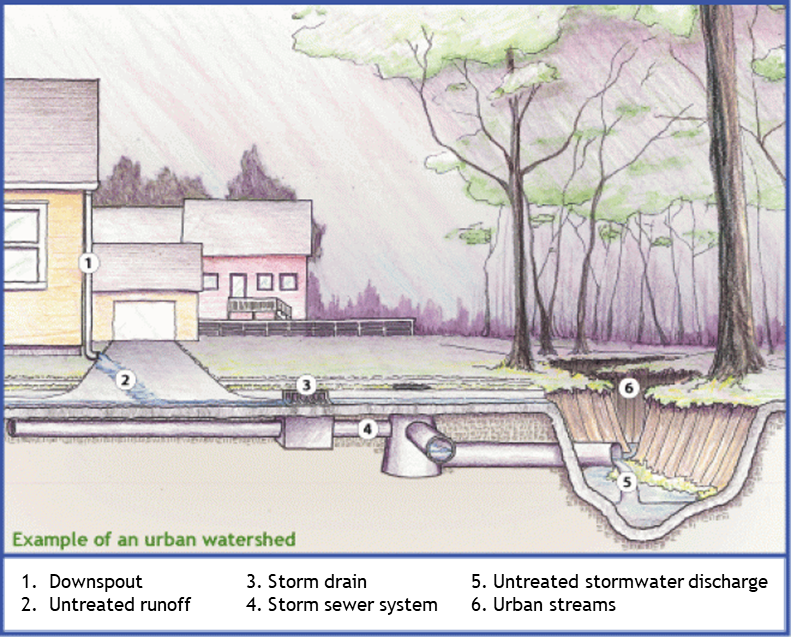 1
2
3
4
5
6
Example of an urban watershed
1. Downspout
2. Untreated runoff
3. Storm drain
4. Storm sewer system
5. Untreated stormwater discharge
6. Urban streams